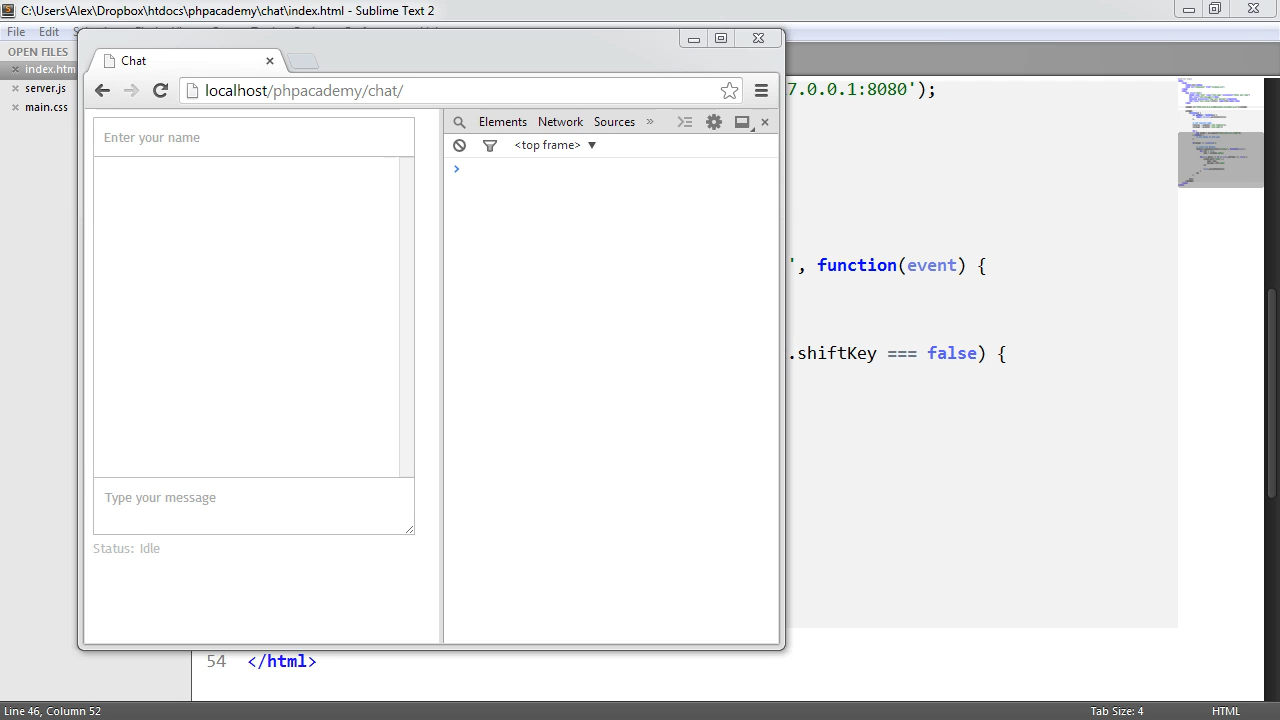 C:\Users\Alex\Dropbox\htdocs\phpacademy\chat\index.html - Sublime Text 2
File Edit
OPEN FILES
index.htm
server.js
main.css
Chat
localhost/phpacademy/chat/
7.0.0.1:8080');
Elements Network Sources »
<top frame> ▼
>
Enter your name
', function(event) {
.shiftKey === false) {
Type your message
Status: Idle
54 </html>
Line 46, Column 52
Tab Size: 4
HTML